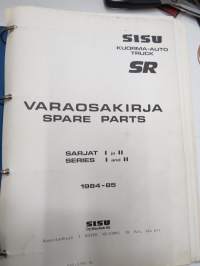 SISU
KUORMA-AUTO
TRUCK
SR
VARAOSAKIRJA
SPARE PARTS
SARJAT I ja II
SERIES I and II
1984-85
SISU